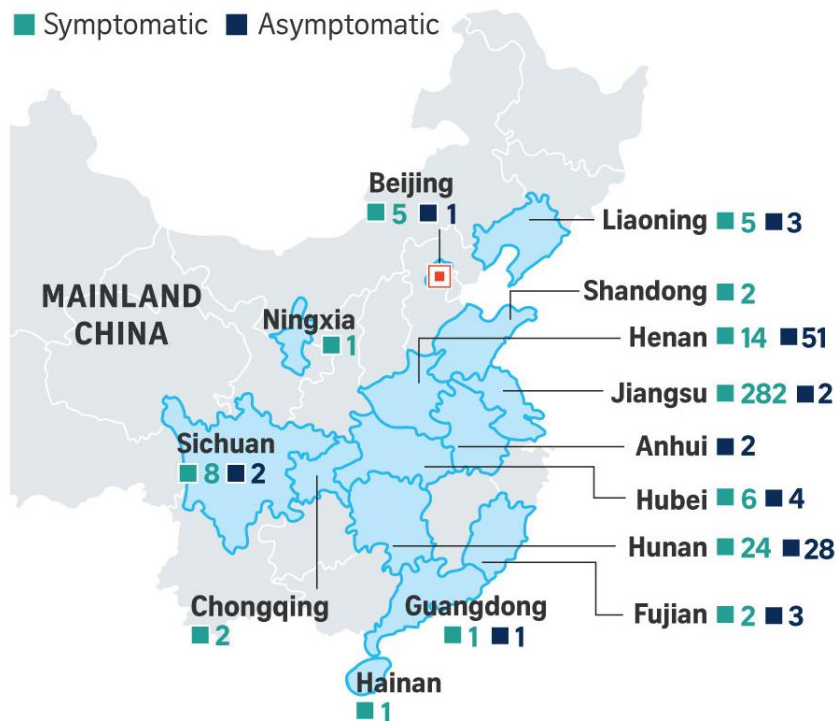 Symptomatic Asymptomatic
Beijing
5 1
Liaoning 5 3
Shandong 2
MAINLAND
CHINA
Ningxia
1
Henan 14 51
Jiangsu 282 2
Sichuan
8 2
Anhui 2
Hubei 6 4
Hunan 24 28
Chongqing
2
Guangdong
1 1
Fujian 2 3
Hainan
1